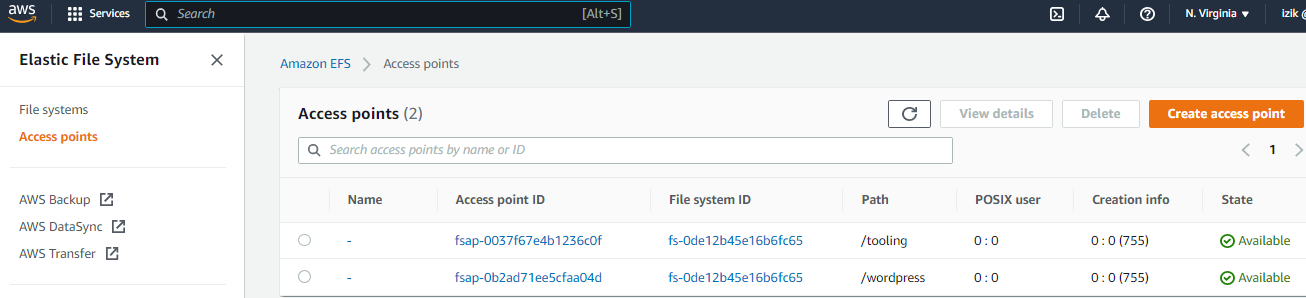 aws Services Search [Alt+S] N. Virginia izik @
Elastic File System
Amazon EFS Access points
File systems
Access points
AWS Backup
AWS DataSync
AWS Transfer
Access points (2) View details Delete Create access point
Search access points by name or ID 1
Name Access point ID File system ID Path POSIX user Creation info State
- fsap-0037f67e4b1236c0f fs-0de12b45e16b6fc65 /tooling 0 : 0 0 : 0 (755) Available
- fsap-0b2ad71ee5cfaa04d fs-0de12b45e16b6fc65 /wordpress 0 : 0 0 : 0 (755) Available